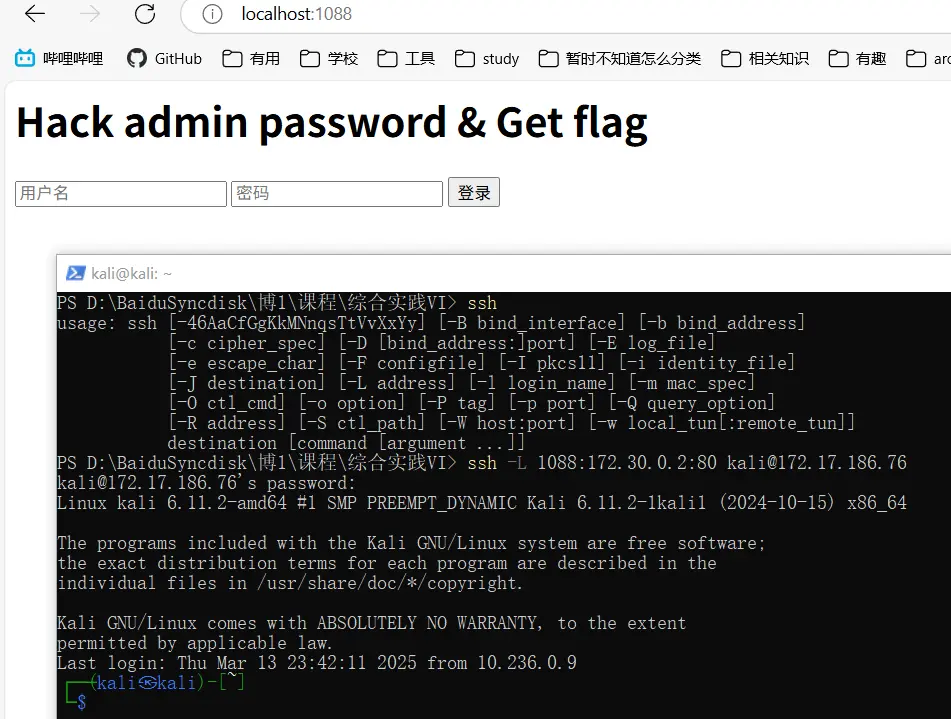 localhost:1088
哔哩哔哩 GitHub 有用 学校 工具 study 暂时不知道怎么分类 相关知识 有趣 arc
Hack admin password & Get flag
用户名 密码 登录
kali@kali: ~
PS D:\BaiduSyncdisk\博1\课程\综合实践VI> ssh
usage: ssh [-46AaCfGgKkMNnqsTtVvXxYy] [-B bind_interface] [-b bind_address]
[-c cipher_spec] [-D [bind_address:]port] [-E log_file]
[-e escape_char] [-F configfile] [-I pkcs11] [-i identity_file]
[-J destination] [-L address] [-l login_name] [-m mac_spec]
[-O ctl_cmd] [-o option] [-P tag] [-p port] [-Q query_option]
[-R address] [-S ctl_path] [-W host:port] [-w local_tun[:remote_tun]]
destination [command [argument ...]]
PS D:\BaiduSyncdisk\博1\课程\综合实践VI> ssh -L 1088:172.30.0.2:80 kali@172.17.186.76
kali@172.17.186.76's password:
Linux kali 6.11.2-amd64 #1 SMP PREEMPT_DYNAMIC Kali 6.11.2-1kali1 (2024-10-15) x86_64
The programs included with the Kali GNU/Linux system are free software;
the exact distribution terms for each program are described in the
individual files in /usr/share/doc/*/copyright.
Kali GNU/Linux comes with ABSOLUTELY NO WARRANTY, to the extent
permitted by applicable law.
Last login: Thu Mar 13 23:42:11 2025 from 10.236.0.9
┌──(kali㉿kali)-[~]
└─$